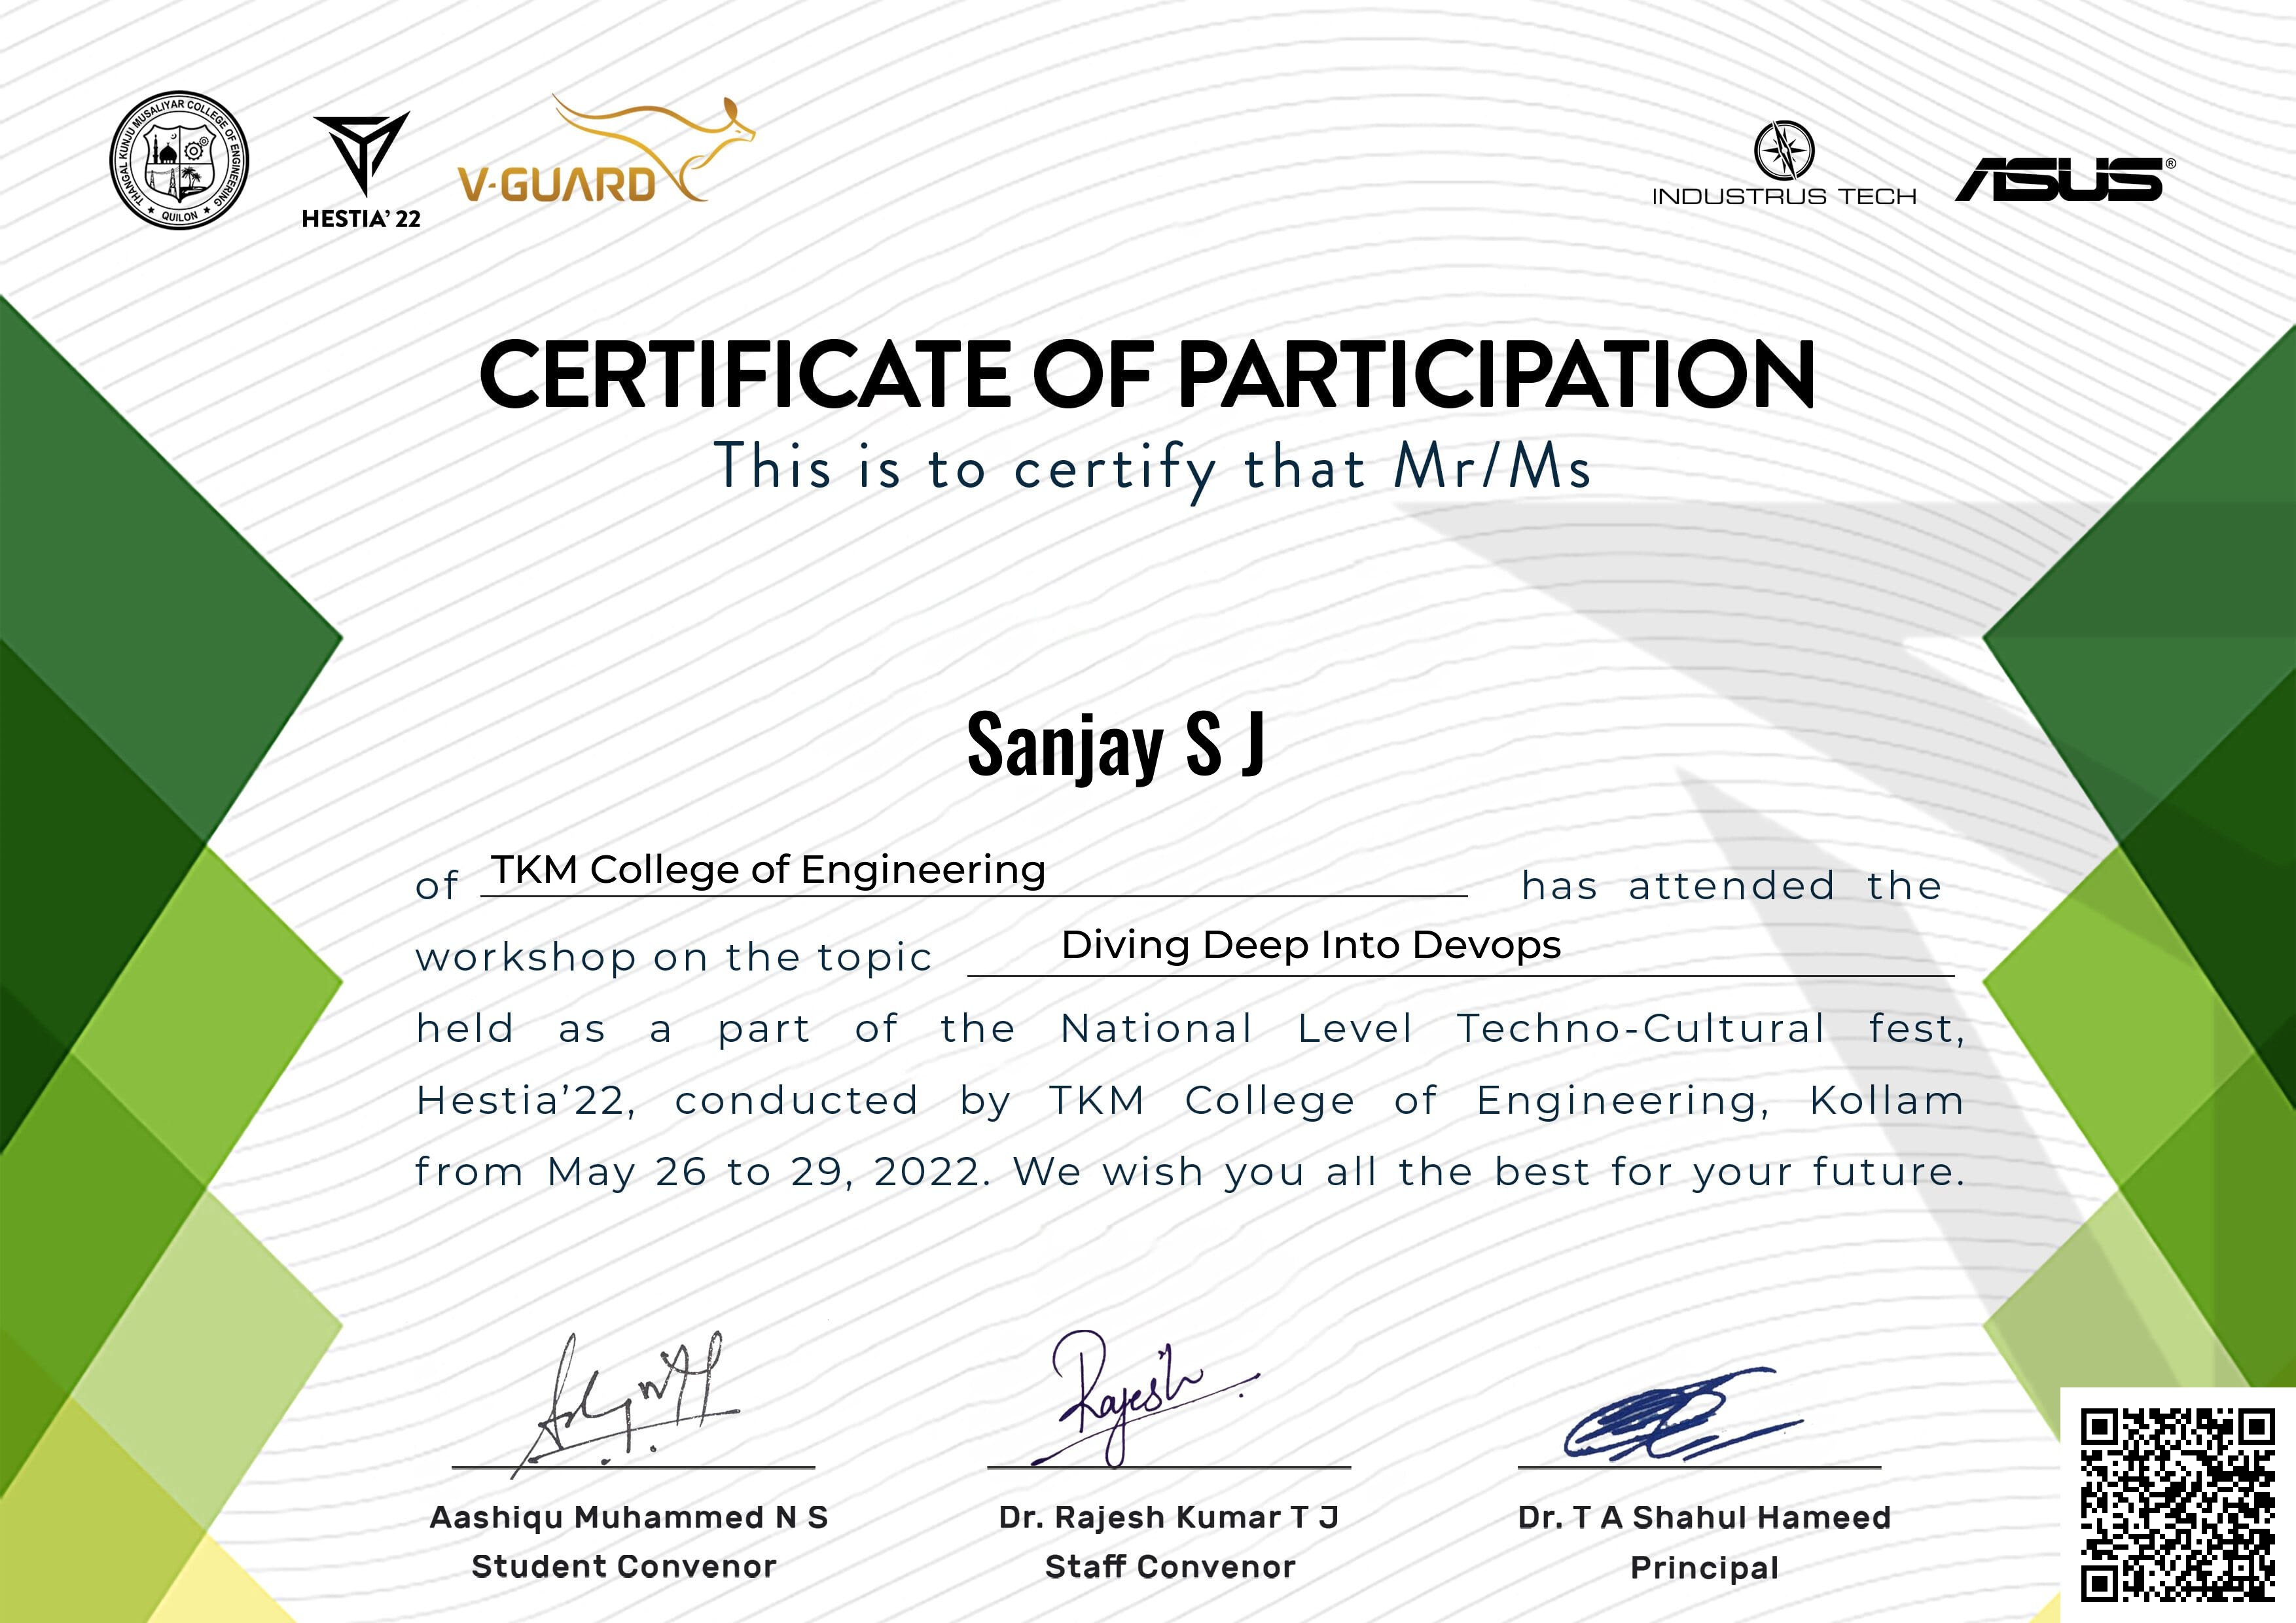 THANGAL KUNJU MUSALIYAR COLLEGE OF ENGINEERING
★ QUILON ★
HESTIA' 22
V-GUARD
INDUSTRUS TECH
ASUS®
CERTIFICATE OF PARTICIPATION
This is to certify that Mr/Ms
Sanjay S J
of TKM College of Engineering has attended the
workshop on the topic Diving Deep Into Devops
held as a part of the National Level Techno-Cultural fest,
Hestia’22, conducted by TKM College of Engineering, Kollam
from May 26 to 29, 2022. We wish you all the best for your future.
Rajesh
Aashiqu Muhammed N S
Student Convenor
Dr. Rajesh Kumar T J
Staff Convenor
Dr. T A Shahul Hameed
Principal